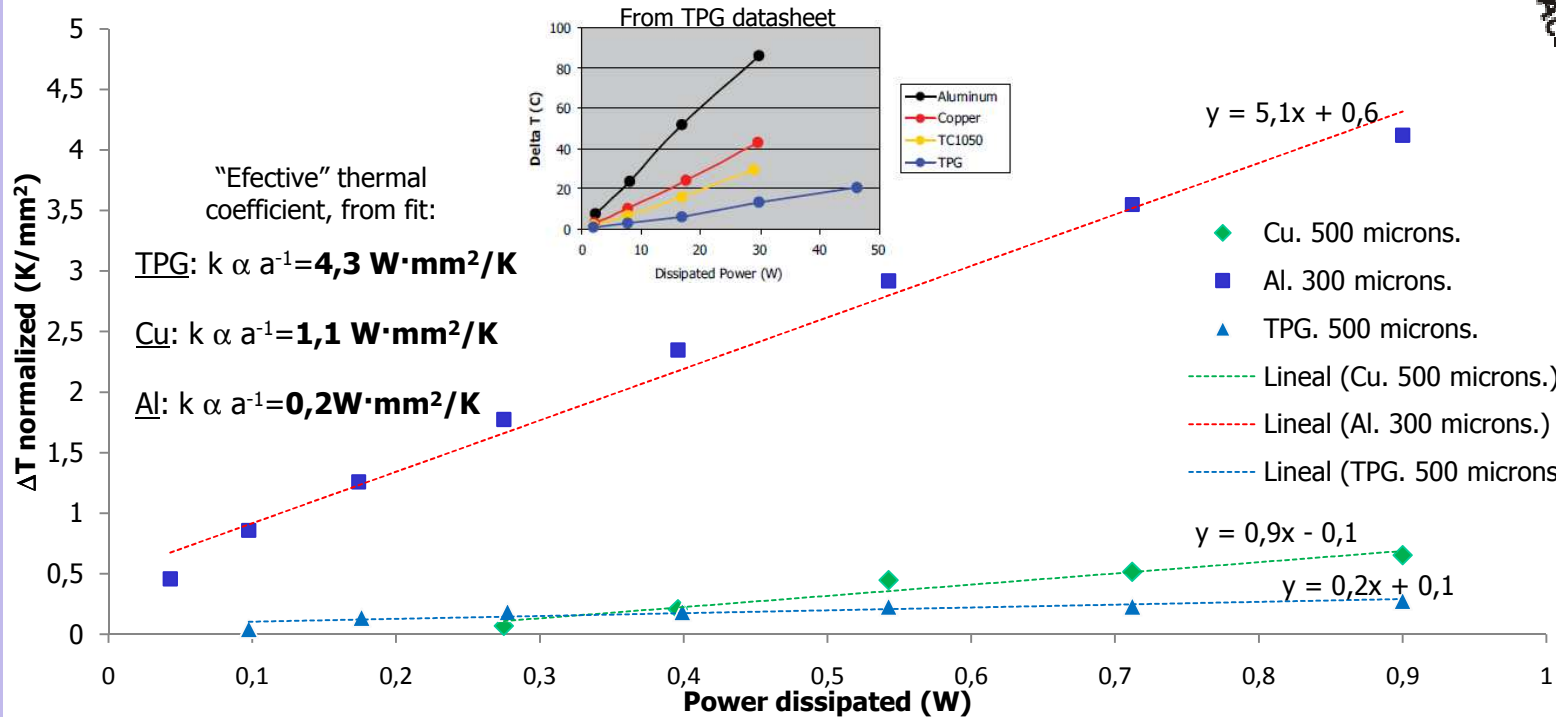 From TPG datasheet
100
80
60
40
20
0
Delta T (C)
0 10 20 30 40 50
Dissipated Power (W)
Aluminum
Copper
TC1050
TPG
5
4,5
4
3,5
3
2,5
2
1,5
1
0,5
0
ΔT normalized (K/mm²)
"Efective" thermal
coefficient, from fit:
TPG: k α a⁻¹=4,3 W·mm²/K
Cu: k α a⁻¹=1,1 W·mm²/K
Al: k α a⁻¹=0,2W·mm²/K
y = 5,1x + 0,6
Cu. 500 microns.
Al. 300 microns.
TPG. 500 microns.
Lineal (Cu. 500 microns.)
Lineal (Al. 300 microns.)
Lineal (TPG. 500 microns
y = 0,9x - 0,1
y = 0,2x + 0,1
0 0,1 0,2 0,3 0,4 0,5 0,6 0,7 0,8 0,9 1
Power dissipated (W)